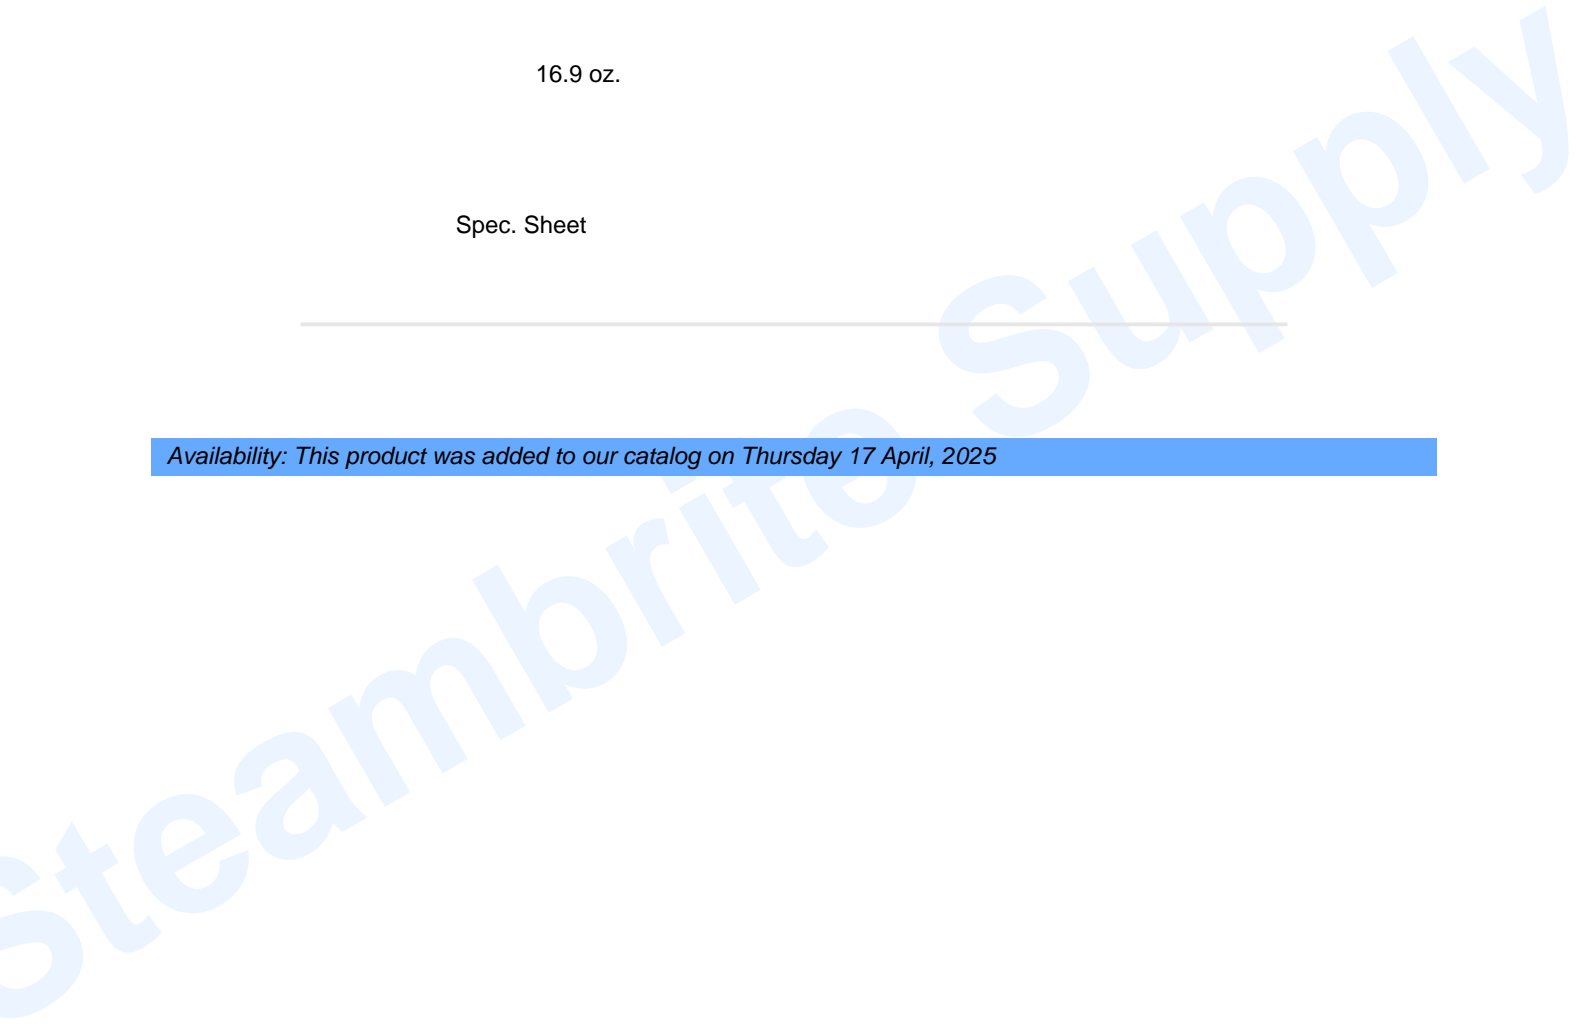 16.9 oz.
Spec. Sheet
Availability: This product was added to our catalog on Thursday 17 April, 2025
Steambrite Supply